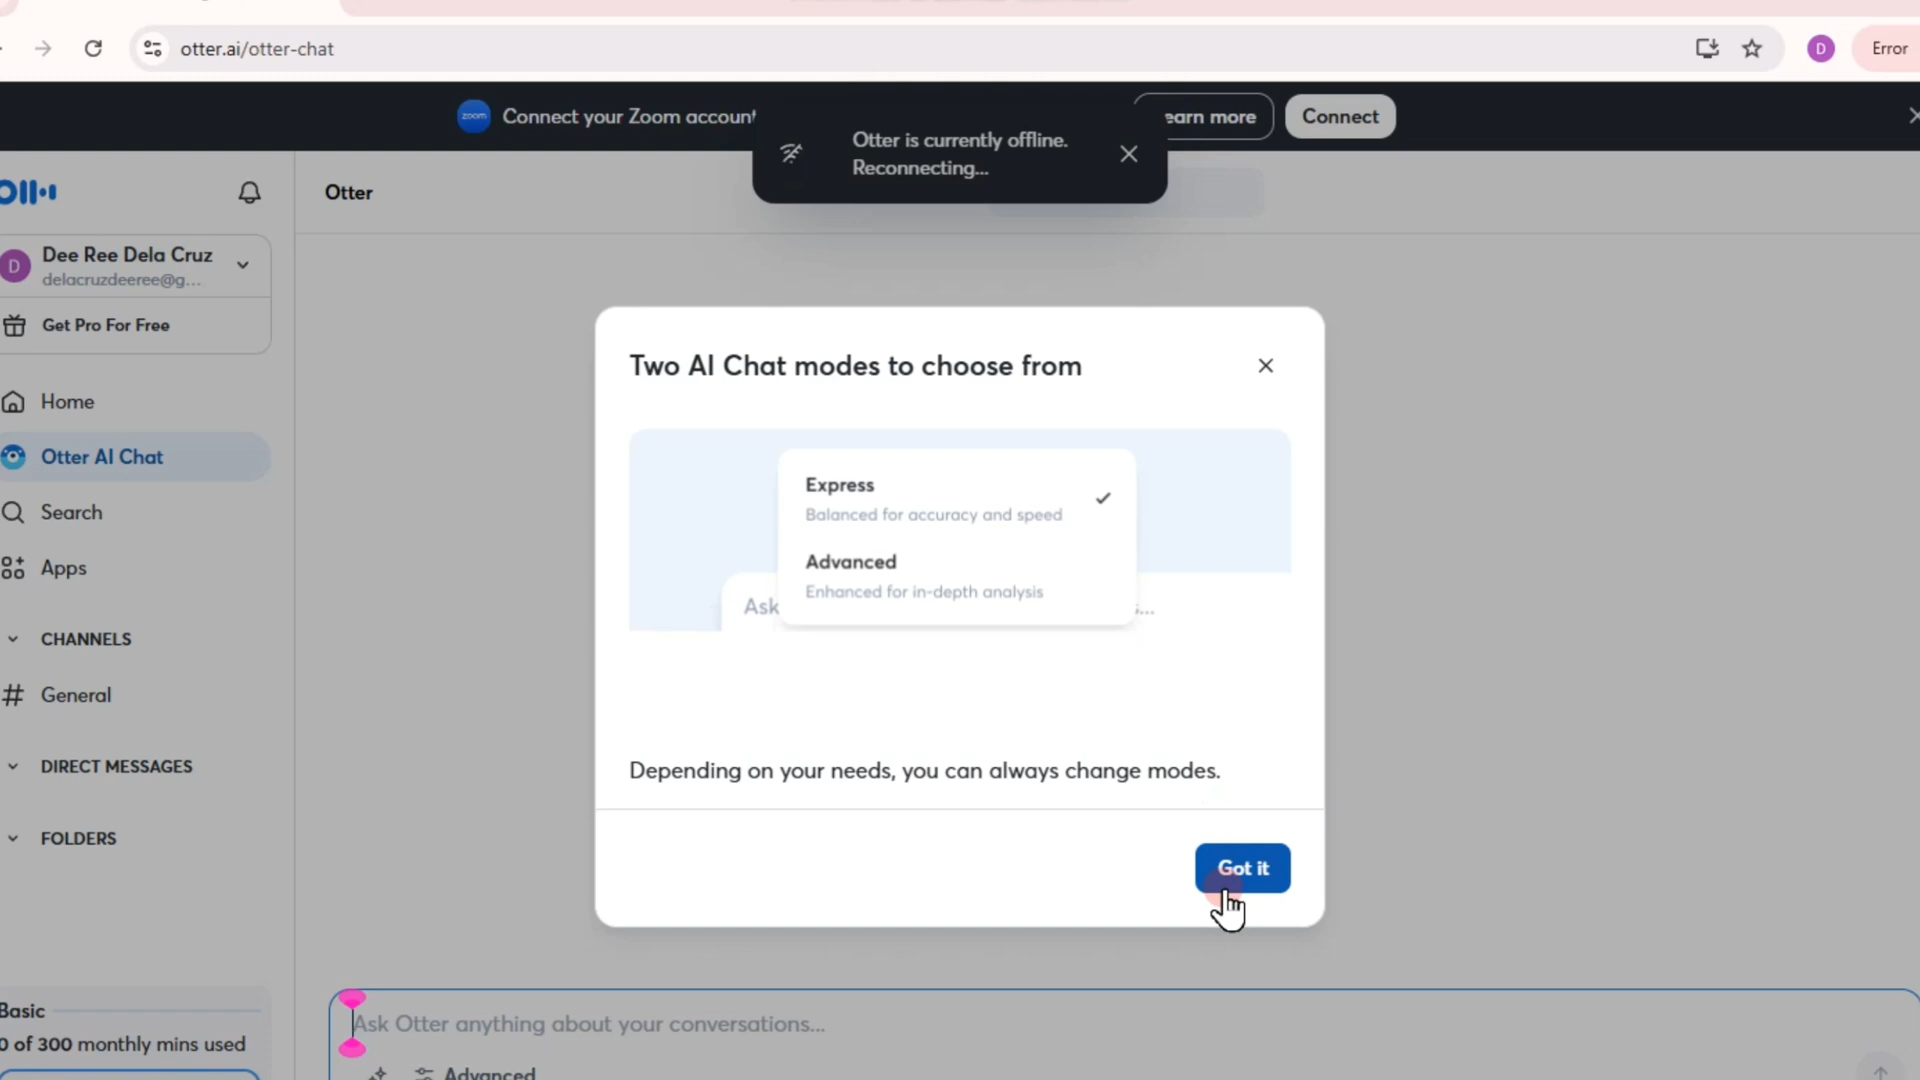 otter.ai/otter-chat
D
Error
zoom
Connect your Zoom account
earn more
Connect
Otter is currently offline.
Reconnecting...
Otter
D
Dee Ree Dela Cruz
delacruzdeeree@g...
Get Pro For Free
Home
Otter AI Chat
Search
Apps
CHANNELS
General
DIRECT MESSAGES
FOLDERS
Basic
0 of 300 monthly mins used
Two AI Chat modes to choose from
Express
Balanced for accuracy and speed
Advanced
Enhanced for in-depth analysis
Ask
s...
Depending on your needs, you can always change modes.
Got it
Ask Otter anything about your conversations...
Advanced